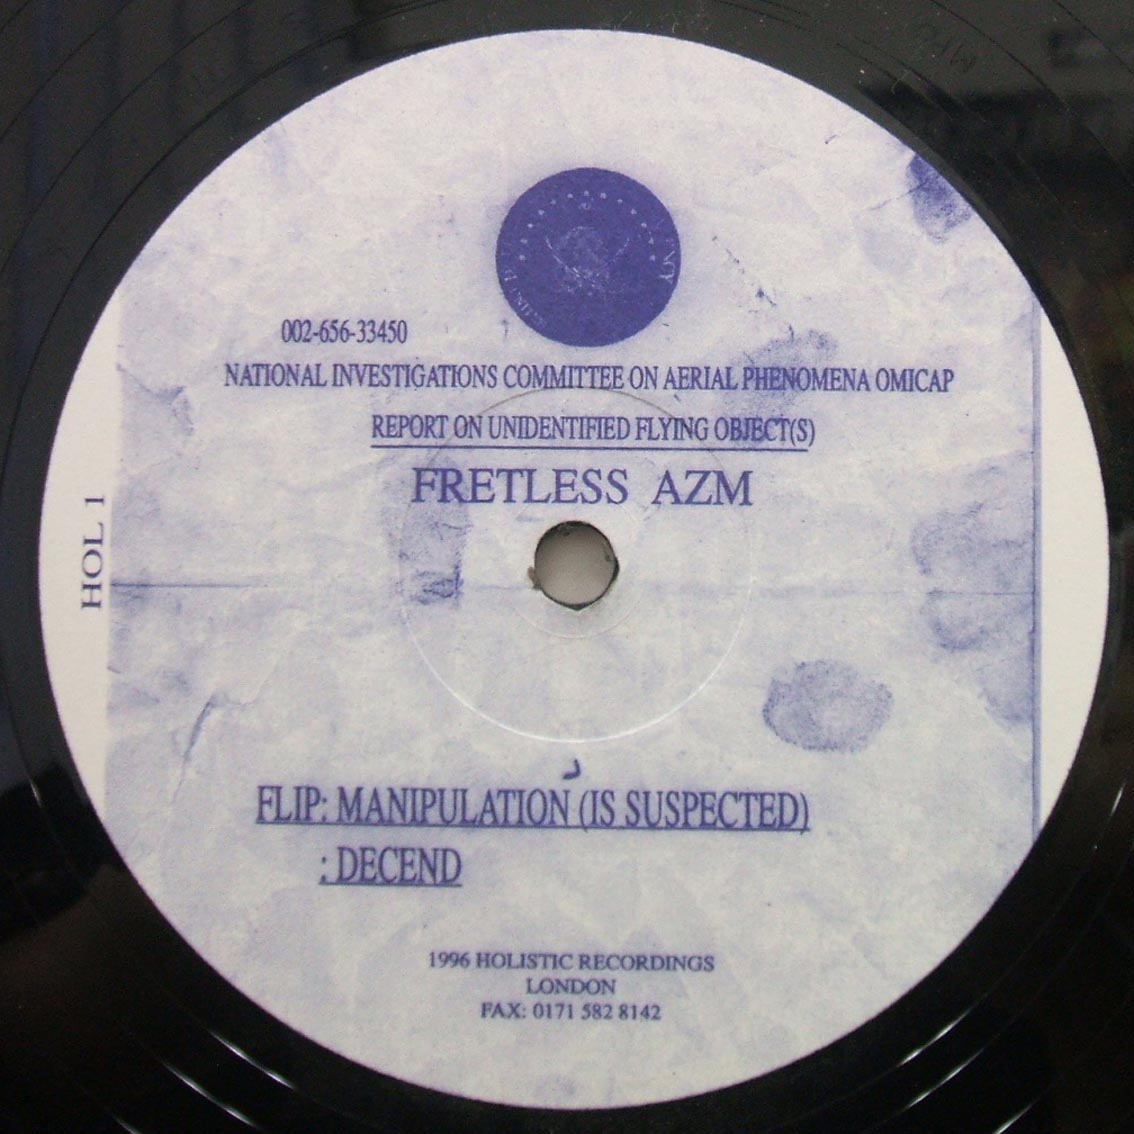 002-656-33450
NATIONAL INVESTIGATIONS COMMITTEE ON AERIAL PHENOMENA OMICAP
REPORT ON UNIDENTIFIED FLYING OBJECT(S)
FRETLESS AZM
HOL 1
FLIP: MANIPULATION (IS SUSPECTED)
: DECEND
1996 HOLISTIC RECORDINGS
LONDON
FAX: 0171 582 8142